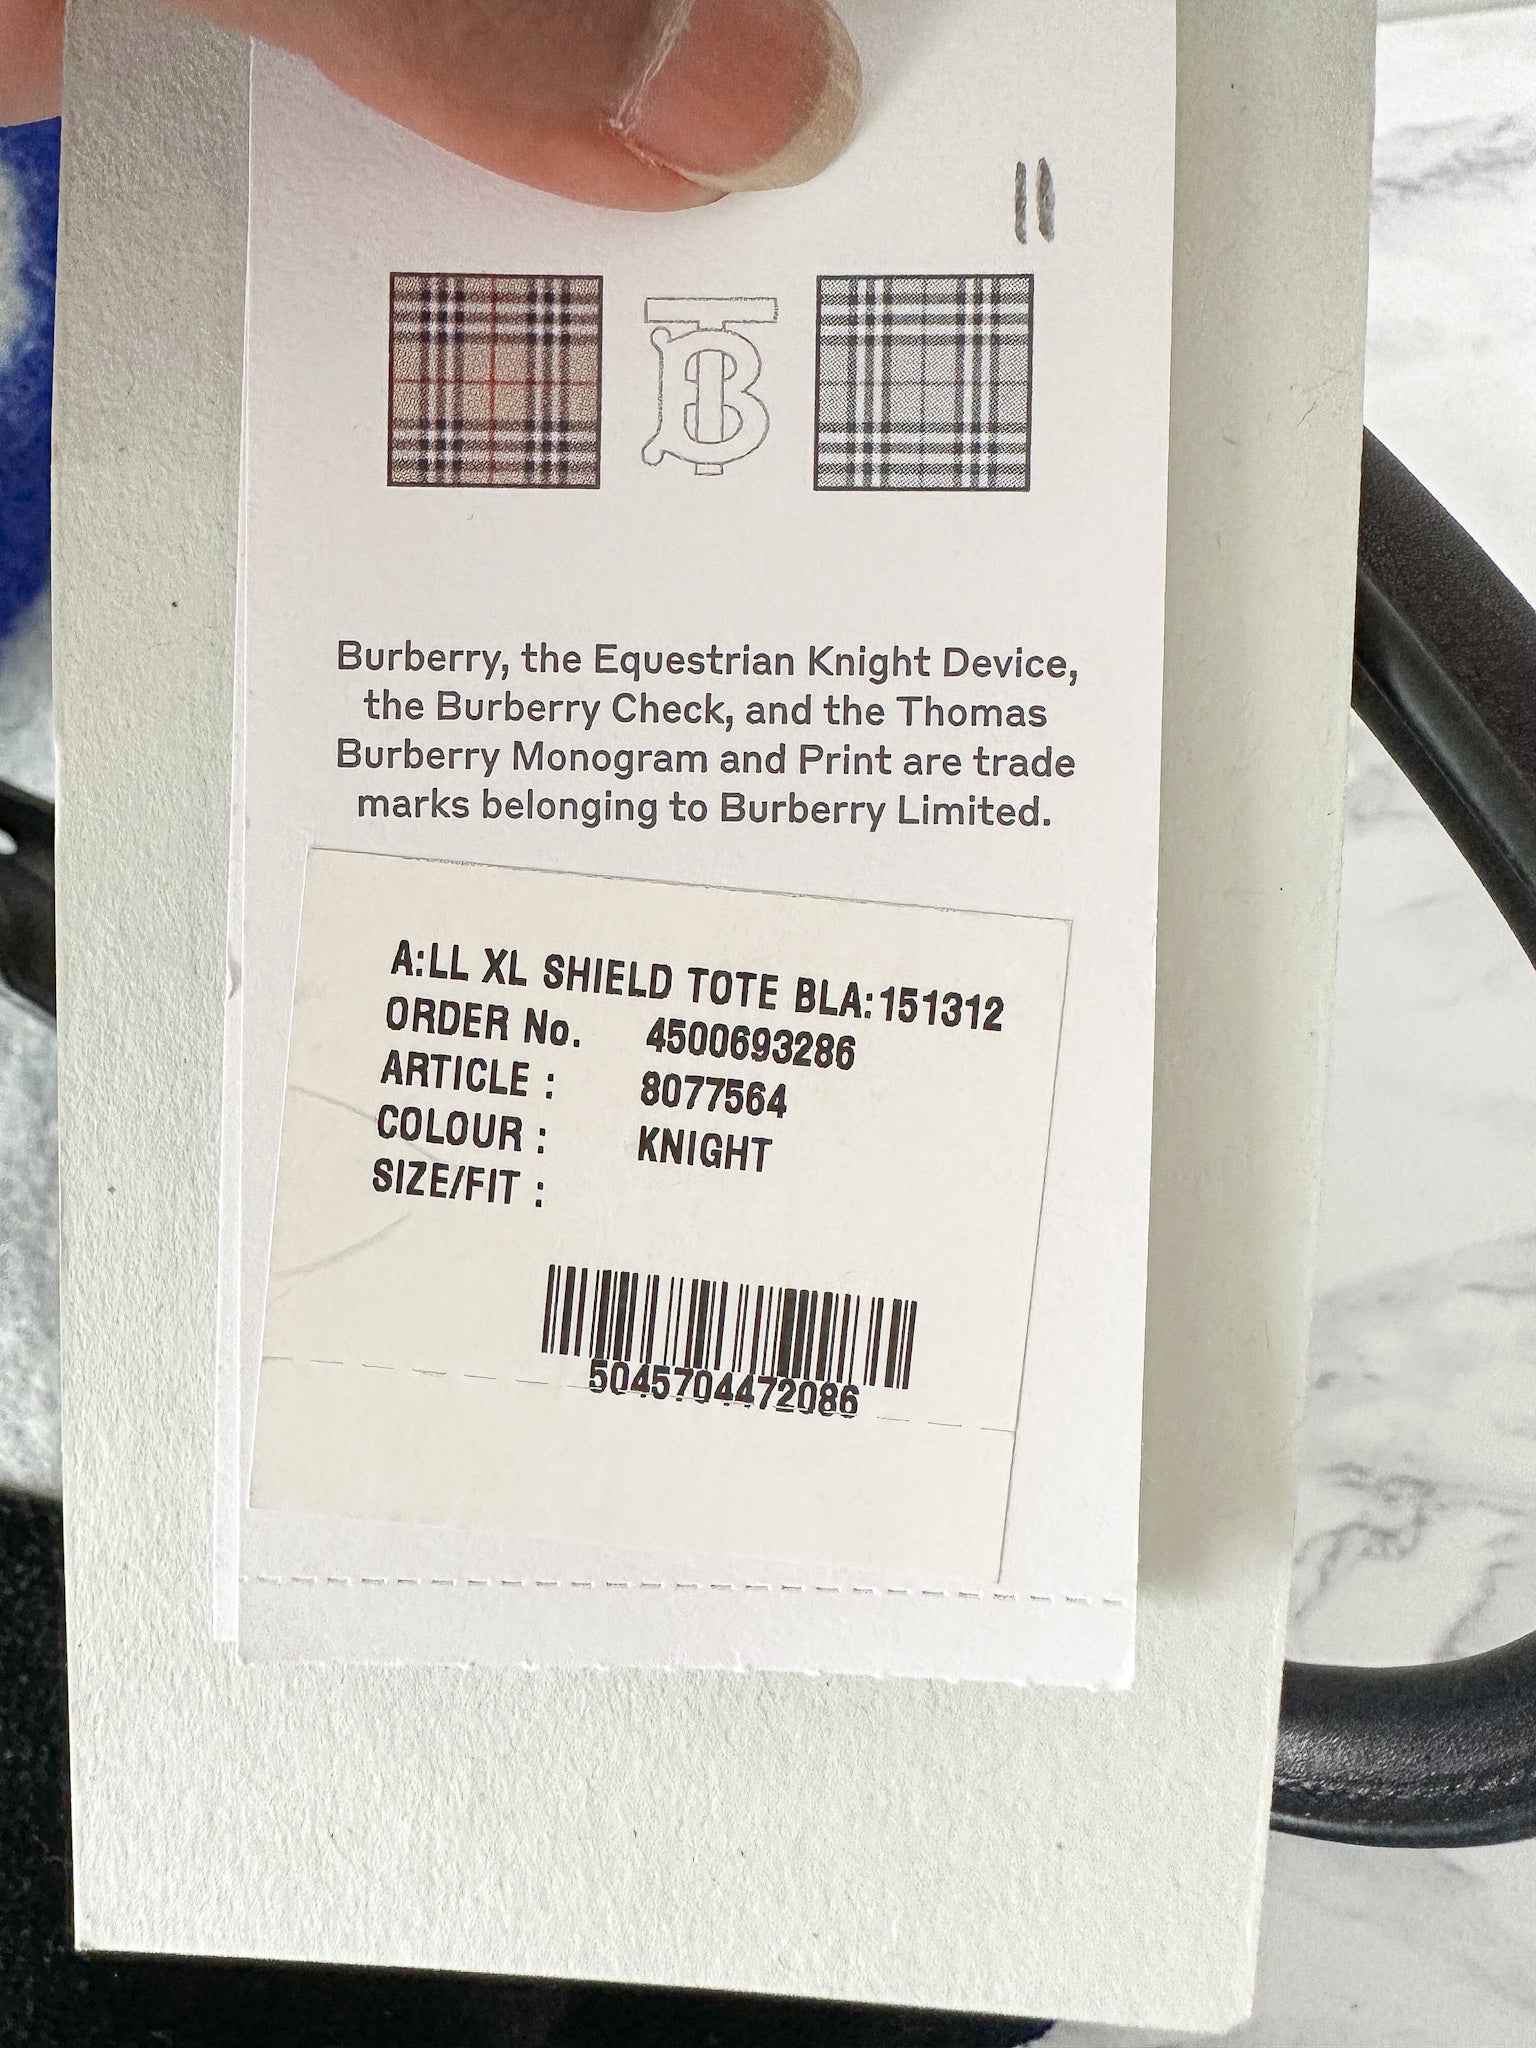 II
Burberry, the Equestrian Knight Device,
the Burberry Check, and the Thomas
Burberry Monogram and Print are trade
marks belonging to Burberry Limited.
A:LL XL SHIELD TOTE BLA:151312
ORDER No. 4500693286
ARTICLE : 8077564
COLOUR : KNIGHT
SIZE/FIT :
5045704472086